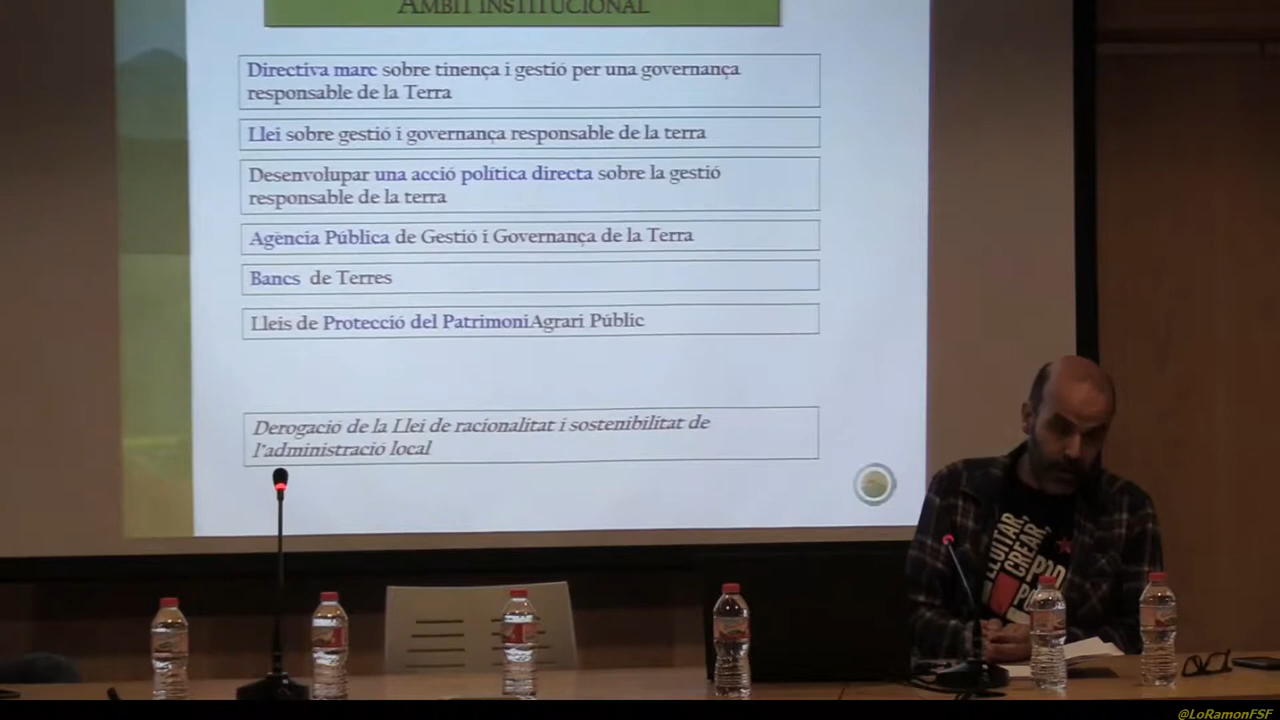 ÀMBIT INSTITUCIONAL
Directiva marc sobre tinença i gestió per una governança
responsable de la Terra
Llei sobre gestió i governança responsable de la terra
Desenvolupar una acció política directa sobre la gestió
responsable de la terra
Agència Pública de Gestió i Governança de la Terra
Bancs de Terres
Lleis de Protecció del PatrimoniAgrari Públic
Derogació de la Llei de racionalitat i sostenibilitat de
l'administració local
LLUITAR,
CREAR,
@LoRamonFSF